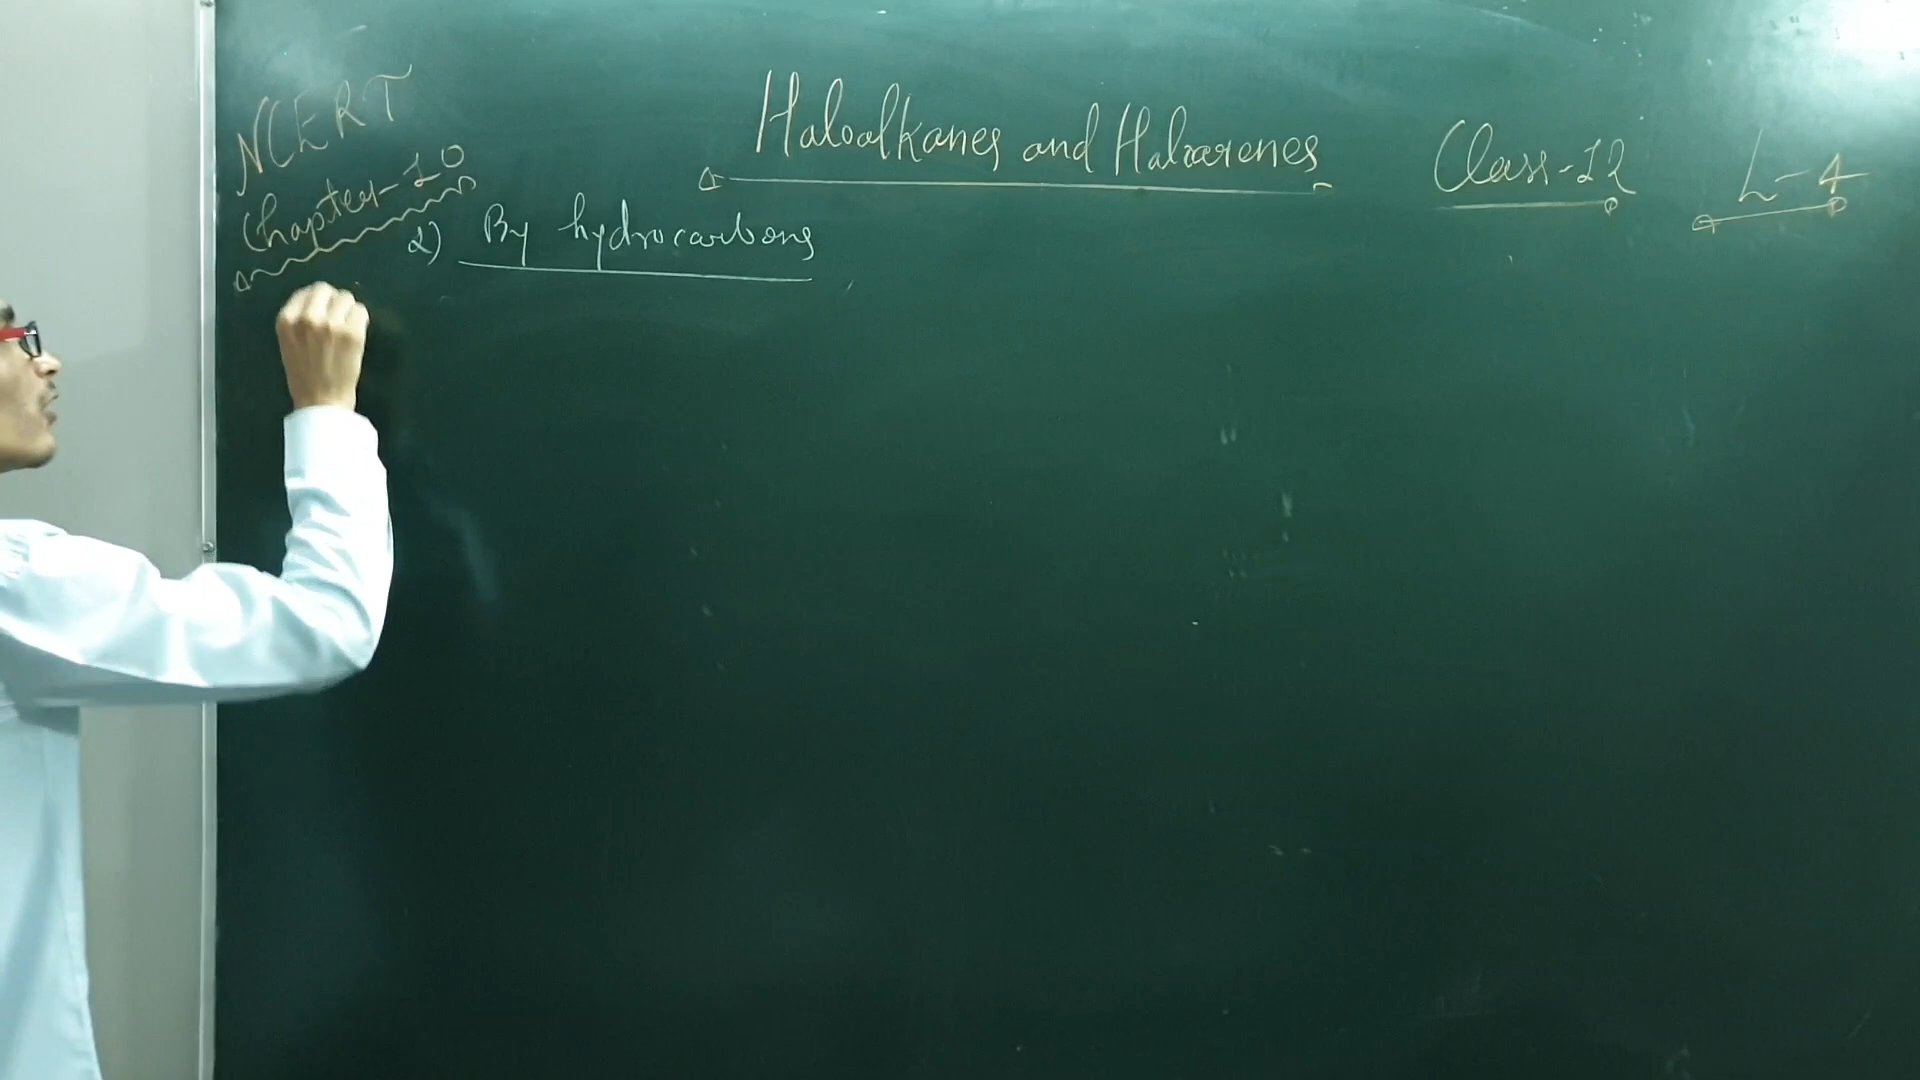 NCERT
Chapter-10
Haloalkanes and Haloarenes
Class-12
L-4
2) By hydrocarbons